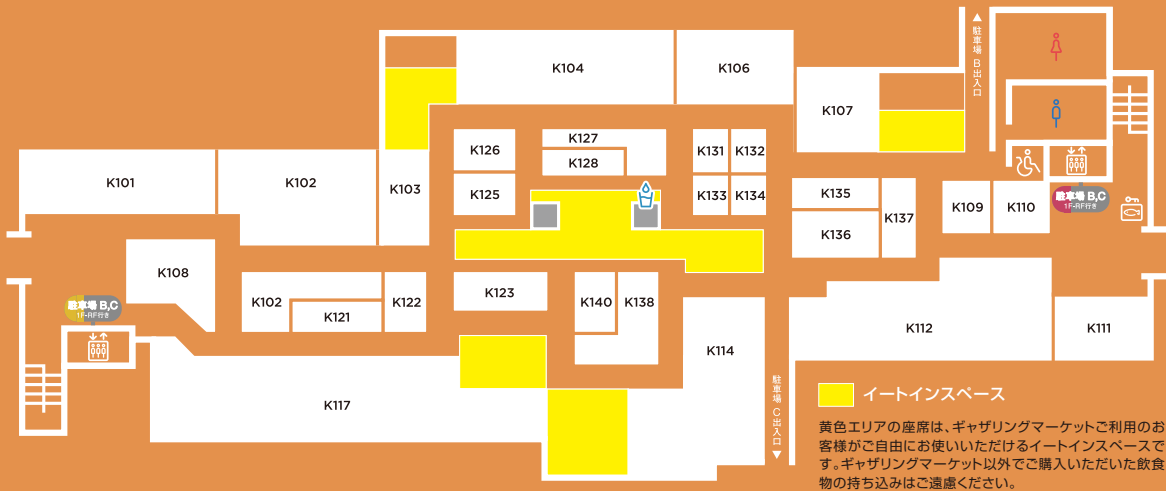 駐車場 B出入口
K104
K106
K107
K127
K128
K126
K125
K131
K132
K133
K134
K101
K102
K103
K135
K136
K137
K109
K110
駐車場 B,C
1F-RF行き
K108
K102
K121
K122
K123
K140
K138
K114
K112
K111
駐車場 B,C
1F-RF行き
K117
駐車場 C出入口
イートインスペース
黄色エリアの座席は、ギャザリングマーケットご利用のお
客様がご自由にお使いいただけるイートインスペースで
す。ギャザリングマーケット以外でご購入いただいた飲食
物の持ち込みはご遠慮ください。